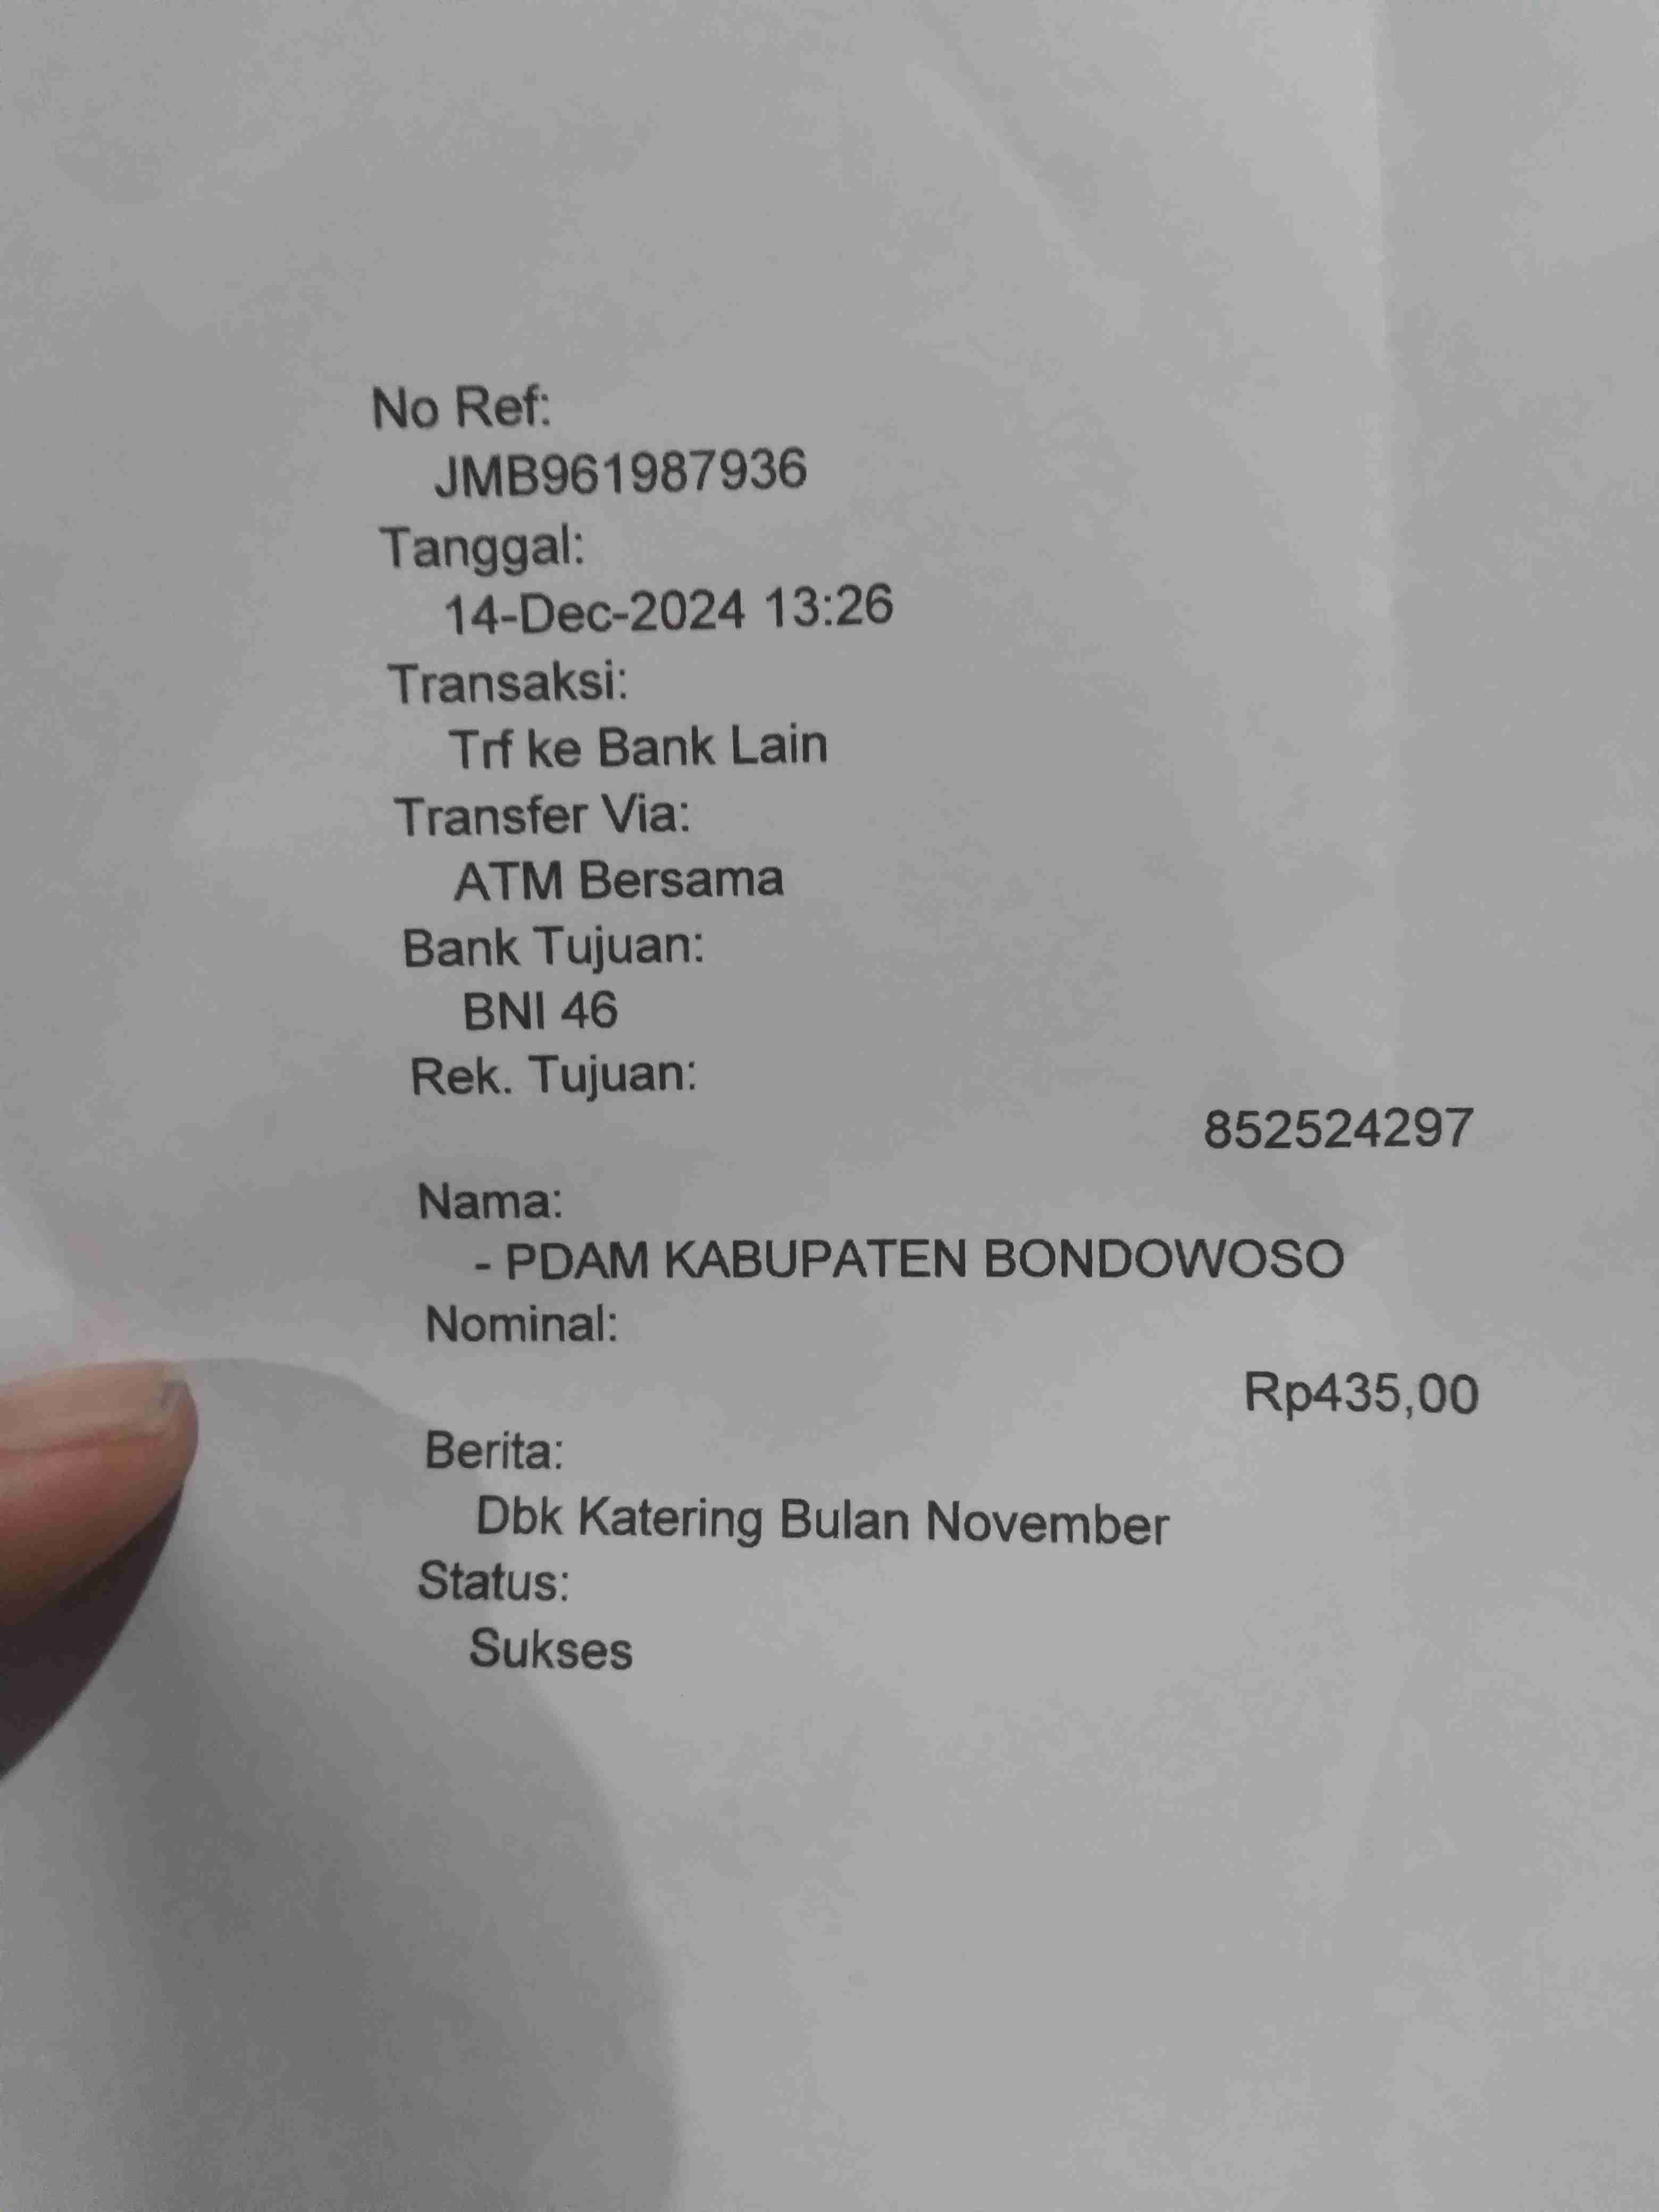 No Ref:
JMB961987936
Tanggal:
14-Dec-2024 13:26
Transaksi:
Trf ke Bank Lain
Transfer Via:
ATM Bersama
Bank Tujuan:
BNI 46
Rek. Tujuan:
852524297
Nama:
- PDAM KABUPATEN BONDOWOSO
Nominal:
Rp435,00
Berita:
Dbk Katering Bulan November
Status:
Sukses